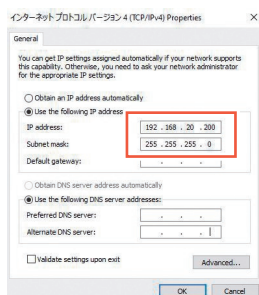 インターネット プロトコル バージョン 4 (TCP/IPv4) Properties
General
You can get IP settings assigned automatically if your network supports
this capability. Otherwise, you need to ask your network administrator
for the appropriate IP settings.
Obtain an IP address automatically
Use the following IP address
IP address: 192 . 168 . 20 . 200
Subnet mask: 255 . 255 . 255 . 0
Default gateway: . . .
Obtain DNS server address automatically
Use the following DNS server addresses:
Preferred DNS server: . . .
Alternate DNS server: . . .
Validate settings upon exit
Advanced...
OK Cancel